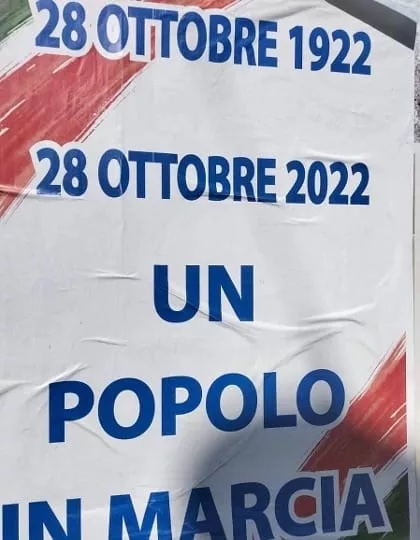 28 OTTOBRE 1922
28 OTTOBRE 2022
UN
POPOLO
IN MARCIA